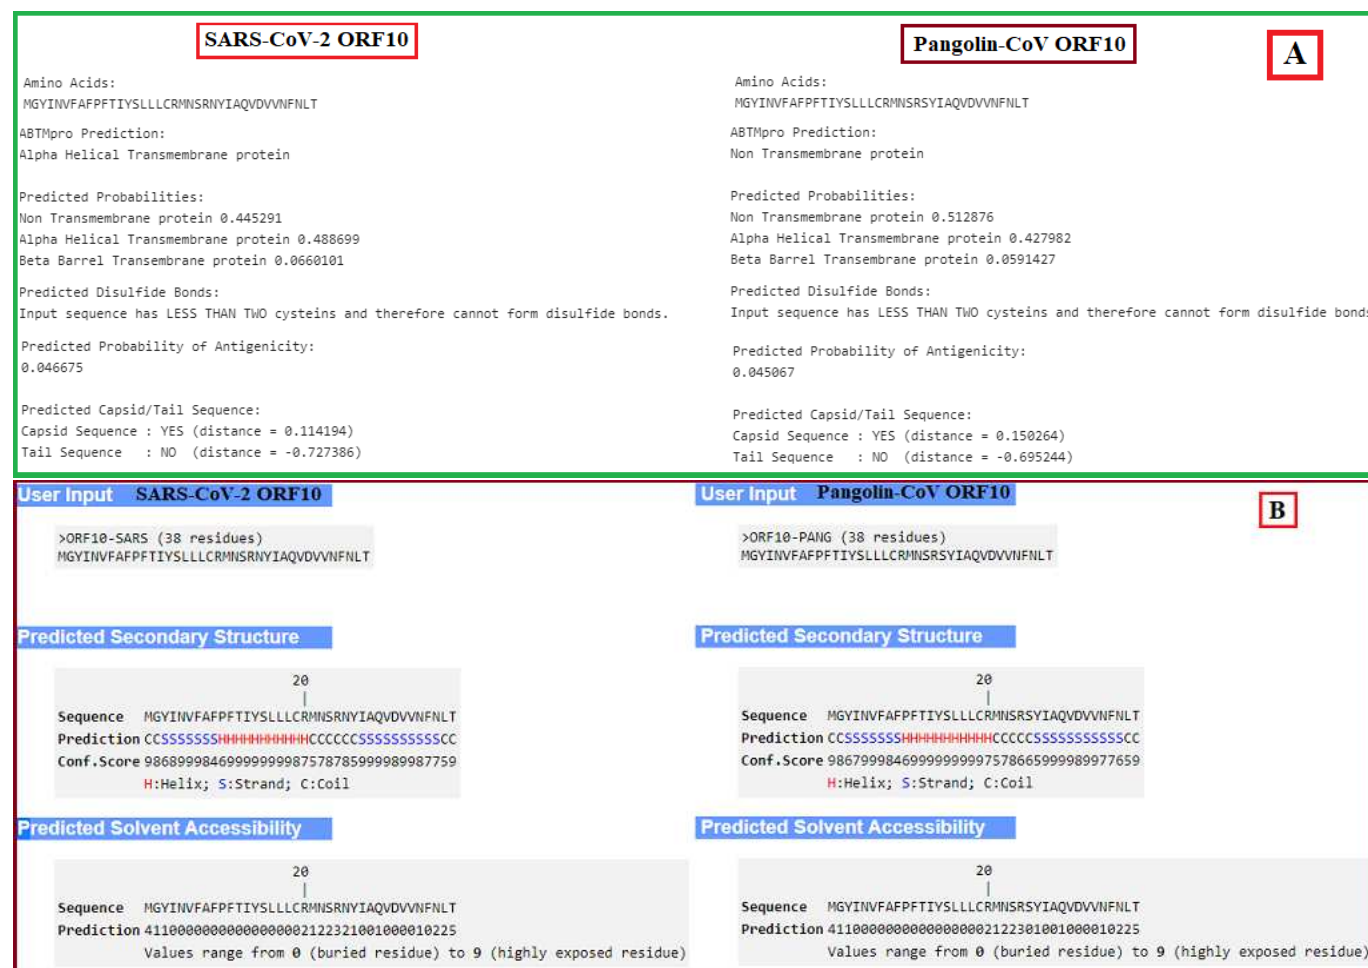 SARS-CoV-2 ORF10
Amino Acids:
MGYINVFAFPFTIYSLLLCRMNSRNYIAQVDVVNFNLT
ABTMpro Prediction:
Alpha Helical Transmembrane protein
Predicted Probabilities:
Non Transmembrane protein 0.445291
Alpha Helical Transmembrane protein 0.488699
Beta Barrel Transembrane protein 0.0660101
Predicted Disulfide Bonds:
Input sequence has LESS THAN TWO cysteins and therefore cannot form disulfide bonds.
Predicted Probability of Antigenicity:
0.046675
Predicted Capsid/Tail Sequence:
Capsid Sequence : YES (distance = 0.114194)
Tail Sequence : NO (distance = -0.727386)
Pangolin-CoV ORF10
A
Amino Acids:
MGYINVFAFPFTIYSLLLCRMNSRSYIAQVDVVNFNLT
ABTMpro Prediction:
Non Transmembrane protein
Predicted Probabilities:
Non Transmembrane protein 0.512876
Alpha Helical Transmembrane protein 0.427982
Beta Barrel Transembrane protein 0.0591427
Predicted Disulfide Bonds:
Input sequence has LESS THAN TWO cysteins and therefore cannot form disulfide bonds
Predicted Probability of Antigenicity:
0.045067
Predicted Capsid/Tail Sequence:
Capsid Sequence : YES (distance = 0.150264)
Tail Sequence : NO (distance = -0.695244)
User Input SARS-CoV-2 ORF10
>ORF10-SARS (38 residues)
MGYINVFAFPFTIYSLLLCRMNSRNYIAQVDVVNFNLT
Predicted Secondary Structure
20
|
Sequence MGYINVFAFPFTIYSLLLCRMNSRNYIAQVDVVNFNLT
Prediction CCSSSSSSSHHHHHHHHHHHCCCCCCSSSSSSSSSSCC
Conf.Score 98689998469999999987578785999989987759
H:Helix; S:Strand; C:Coil
Predicted Solvent Accessibility
20
|
Sequence MGYINVFAFPFTIYSLLLCRMNSRNYIAQVDVVNFNLT
Prediction 41100000000000000002122321001000010225
Values range from 0 (buried residue) to 9 (highly exposed residue)
User Input Pangolin-CoV ORF10
B
>ORF10-PANG (38 residues)
MGYINVFAFPFTIYSLLLCRMNSRSYIAQVDVVNFNLT
Predicted Secondary Structure
20
|
Sequence MGYINVFAFPFTIYSLLLCRMNSRSYIAQVDVVNFNLT
Prediction CCSSSSSSSHHHHHHHHHHHCCCCCSSSSSSSSSSSCC
Conf.Score 98679998469999999997578665999989977659
H:Helix; S:Strand; C:Coil
Predicted Solvent Accessibility
20
|
Sequence MGYINVFAFPFTIYSLLLCRMNSRSYIAQVDVVNFNLT
Prediction 41100000000000000002122301001000010225
Values range from 0 (buried residue) to 9 (highly exposed residue)